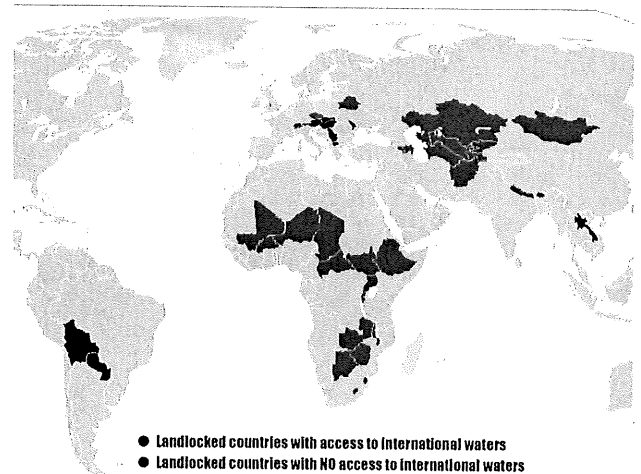 Landlocked countries with access to international waters
Landlocked countries with NO access to international waters